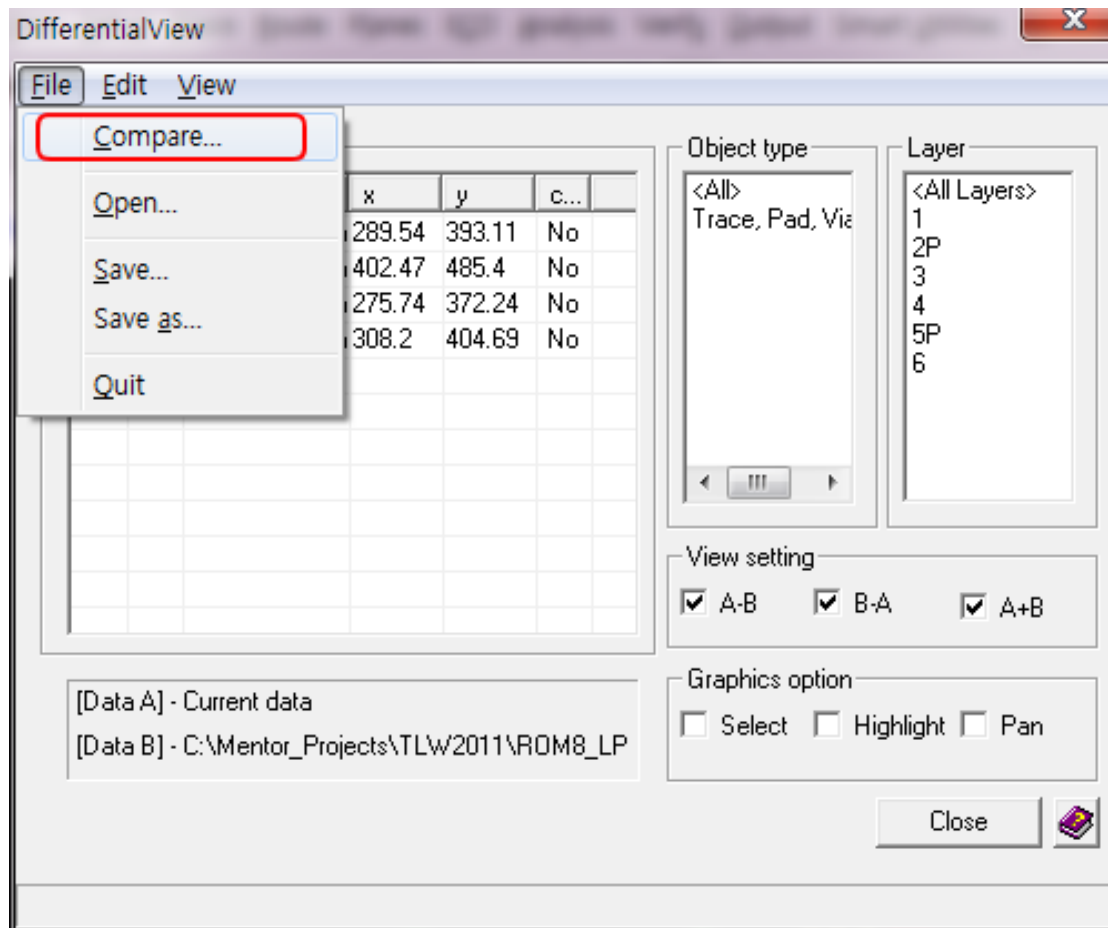 DifferentialView
File Edit View
Compare...
Open...
Save...
Save as...
Quit
x y c...
289.54 393.11 No
402.47 485.4 No
275.74 372.24 No
308.2 404.69 No
Object type
<All>
Trace, Pad, Via
Layer
<All Layers>
1
2P
3
4
5P
6
View setting
A-B B-A A+B
[Data A] - Current data
[Data B] - C:\Mentor_Projects\TLW2011\ROM8_LP
Graphics option
Select Highlight Pan
Close